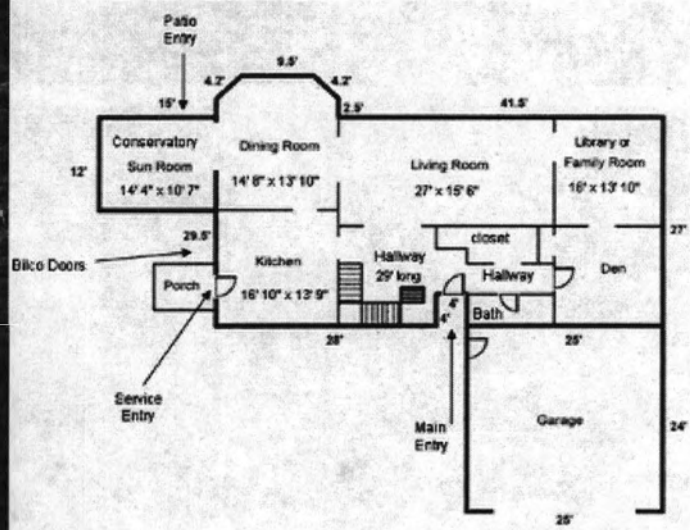 Patio
Entry
9.5'
4.2'
4.2'
15'
2.5'
41.5'
Conservatory
Sun Room
14' 4" x 10' 7"
12'
Dining Room
14' 8" x 13' 10"
Living Room
27' x 15' 6"
Library or
Family Room
16' x 13' 10"
27'
29.5'
Bilco Doors
Porch
Kitchen
16' 10" x 13' 9"
Hallway
29' long
closet
Hallway
Den
Bath
4'
4'
28'
25'
Service
Entry
Main
Entry
Garage
24'
25'